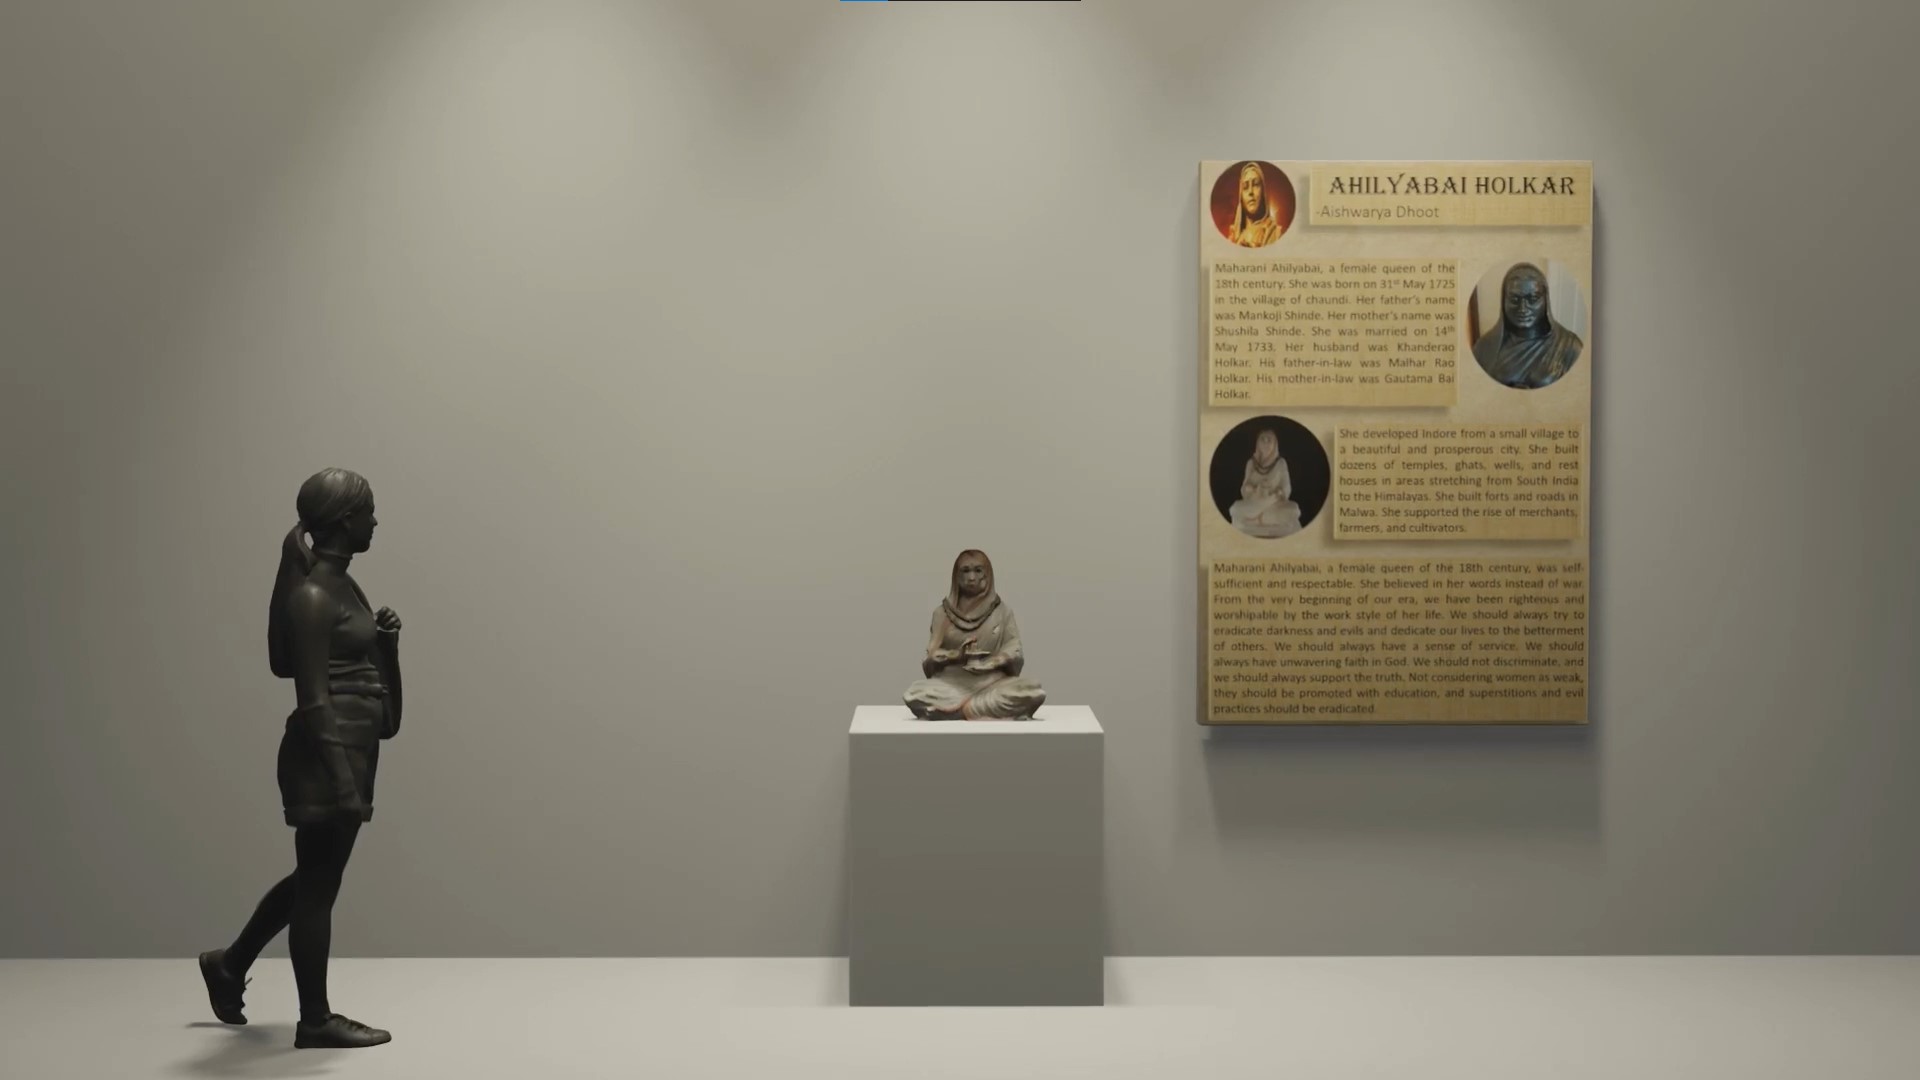 AHILYABAI HOLKAR
-Aishwarya Dhoot
Maharani Ahilyabai, a female queen of the
18th century. She was born on 31st May 1725
in the village of chaundi. Her father's name
was Mankoji Shinde. Her mother's name was
Shushila Shinde. She was married on 14th
May 1733. Her husband was Khanderao
Holkar. His father-in-law was Malhar Rao
Holkar. His mother-in-law was Gautama Bai
Holkar.
She developed Indore from a small village to
a beautiful and prosperous city. She built
dozens of temples, ghats, wells, and rest
houses in areas stretching from South India
to the Himalayas. She built forts and roads in
Malwa. She supported the rise of merchants,
farmers, and cultivators.
Maharani Ahilyabai, a female queen of the 18th century, was self-
sufficient and respectable. She believed in her words instead of war.
From the very beginning of our era, we have been righteous and
worshipable by the work style of her life. We should always try to
eradicate darkness and evils and dedicate our lives to the betterment
of others. We should always have a sense of service. We should
always have unwavering faith in God. We should not discriminate, and
we should always support the truth. Not considering women as weak,
they should be promoted with education, and superstitions and evil
practices should be eradicated.